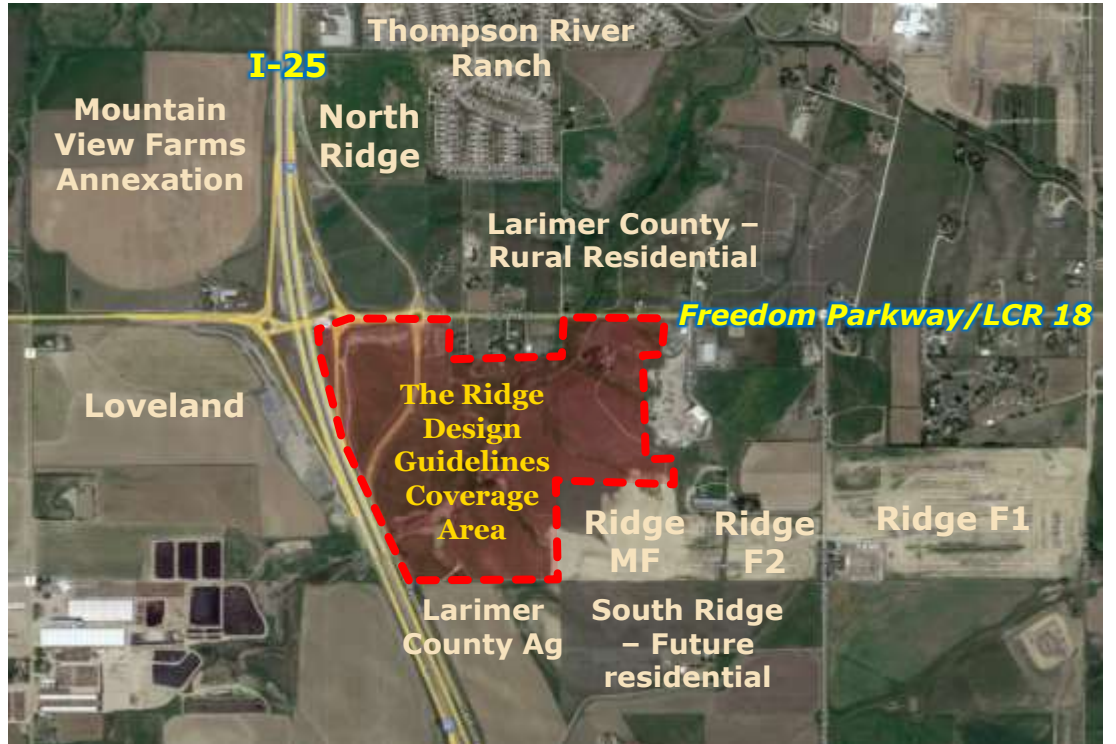 Thompson River
Ranch
I-25
Mountain
View Farms
Annexation
North
Ridge
Larimer County –
Rural Residential
Freedom Parkway/LCR 18
Loveland
The Ridge
Design
Guidelines
Coverage
Area
Ridge
MF
Ridge
F2
Ridge F1
Larimer
County Ag
South Ridge
– Future
residential